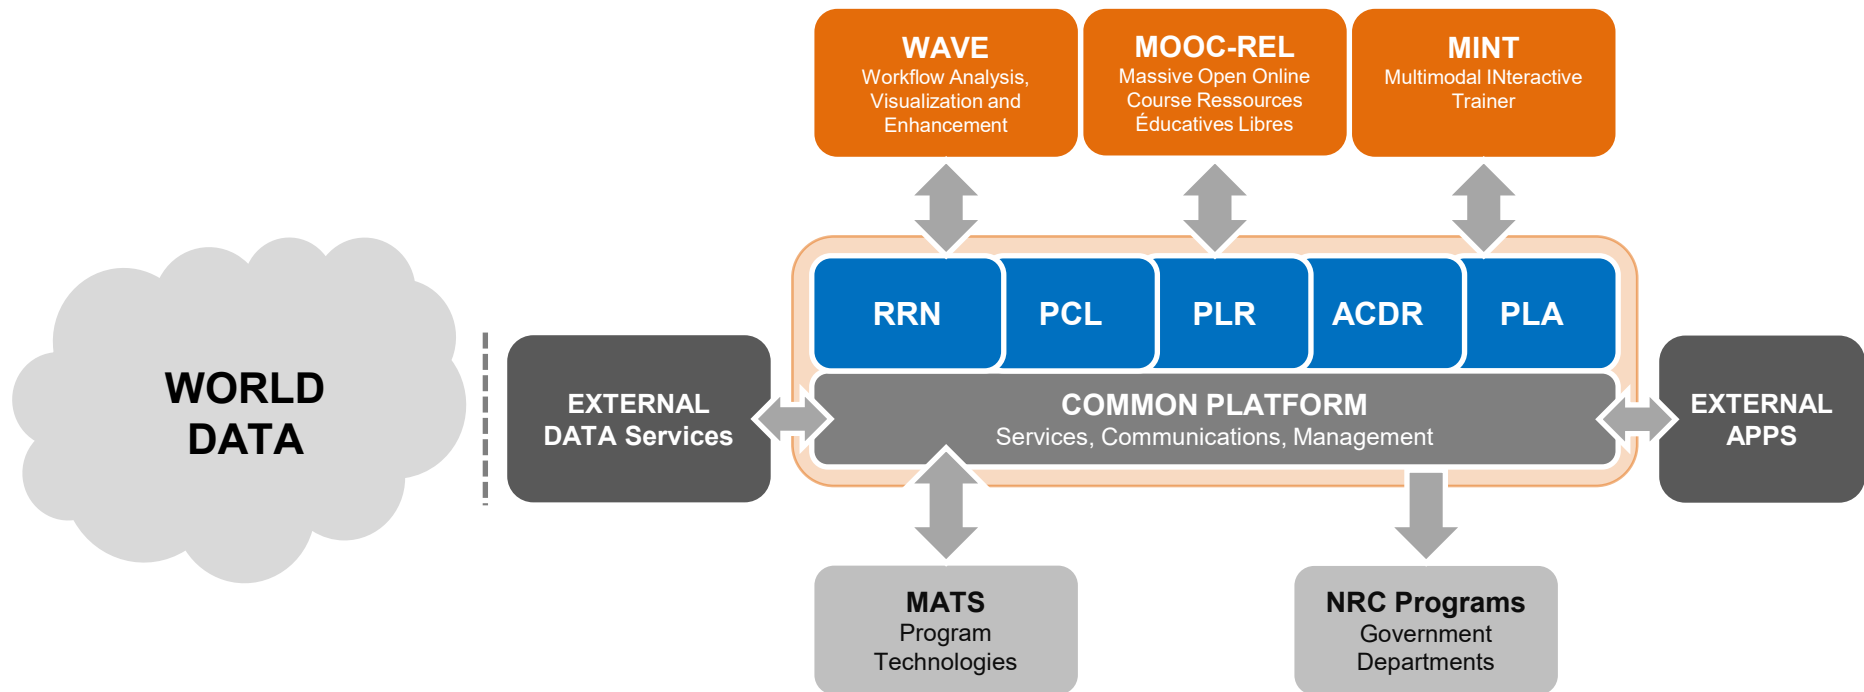 WAVE
Workflow Analysis,
Visualization and
Enhancement
MOOC-REL
Massive Open Online
Course Ressources
Éducatives Libres
MINT
Multimodal INteractive
Trainer
RRN
PCL
PLR
ACDR
PLA
WORLD
DATA
EXTERNAL
DATA Services
COMMON PLATFORM
Services, Communications, Management
EXTERNAL
APPS
MATS
Program
Technologies
NRC Programs
Government
Departments